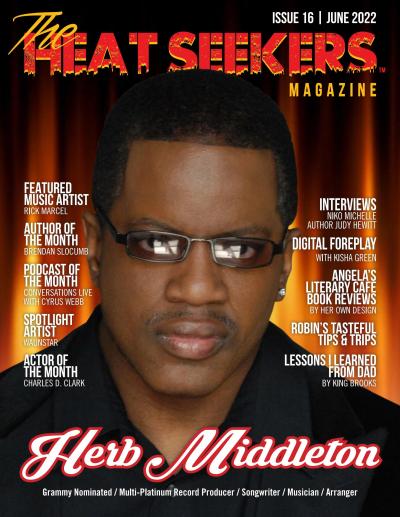 ISSUE 16 | JUNE 2022
The
HEAT SEEKERS™
MAGAZINE
FEATURED
MUSIC ARTIST
RICK MARCEL
AUTHOR OF
THE MONTH
BRENDAN SLOCUMB
PODCAST OF
THE MONTH
CONVERSATIONS LIVE
WITH CYRUS WEBB
SPOTLIGHT
ARTIST
WAUNSTAR
ACTOR OF
THE MONTH
CHARLES D. CLARK
INTERVIEWS
NIKO MICHELLE
AUTHOR JUDY HEWITT
DIGITAL FOREPLAY
WITH KISHA GREEN
ANGELA'S
LITERARY CAFE
BOOK REVIEWS
BY HER OWN DESIGN
ROBIN'S TASTEFUL
TIPS & TRIPS
LESSONS I LEARNED
FROM DAD
BY KING BROOKS
Herb Middleton
Grammy Nominated / Multi-Platinum Record Producer / Songwriter / Musician / Arranger